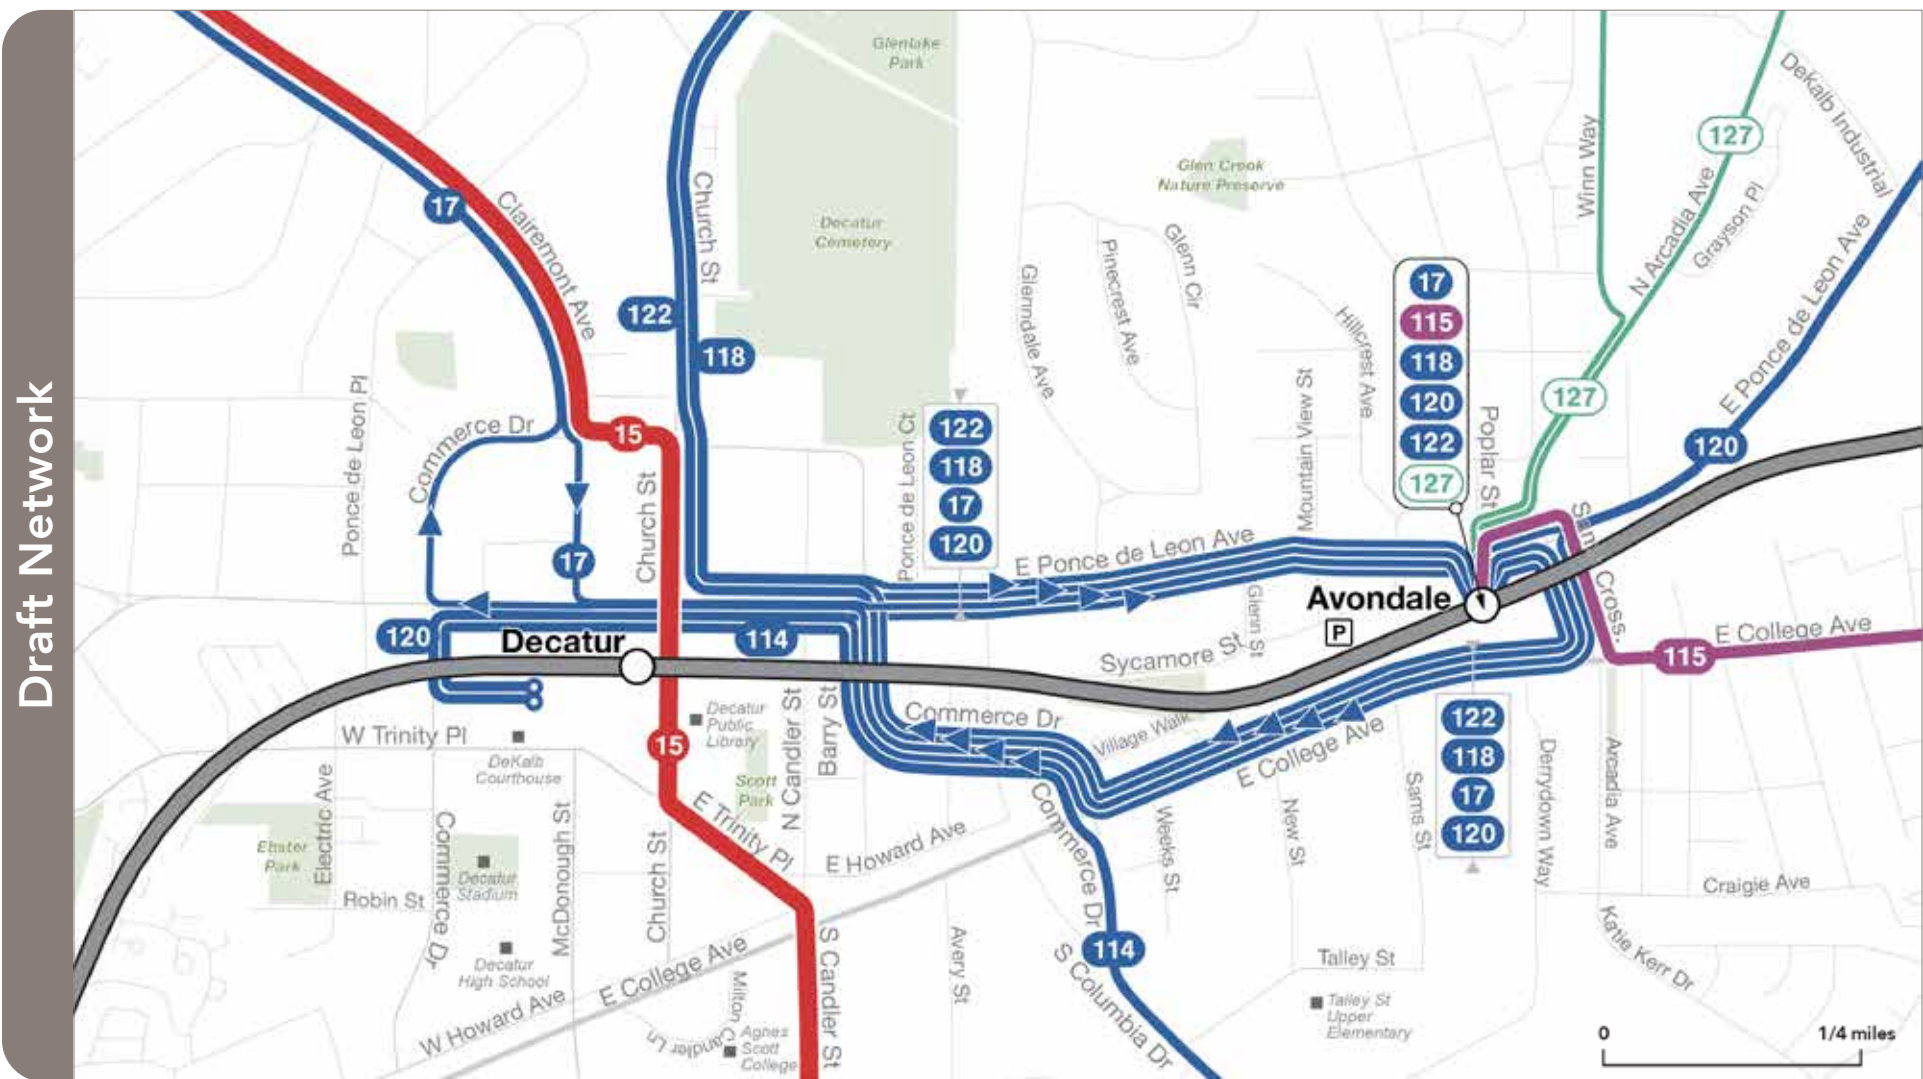 Draft Network
Glenlake
Park
Dekalb Industrial
127
Winn Way
Glen Creek
Nature Preserve
17
Clairemont Ave
Church St
Decatur
Cemetery
Glenn Cir
Pinecrest Ave
Glenndale Ave
N Arcadia Ave
Grayson Pl
E Ponce de Leon Ave
122
118
Hillcrest Ave
Mountain View St
17
115
118
120
122
127
127
Poplar St
120
Ponce de Leon Pl
Commerce Dr
15
Church St
17
Ponce de Leon Ct
122
118
17
120
E Ponce de Leon Ave
Avondale
P
Glenn St
Sycamore St
Sam
Cross.
E College Ave
115
120
Decatur
114
Decatur
Public
Library
N Candler St
Barry St
Commerce Dr
Village Walk
E College Ave
122
118
17
120
W Trinity Pl
DeKalb
Courthouse
15
Scott
Park
E Trinity Pl
Electric Ave
Ebster
Park
Commerce Dr
Decatur
Stadium
McDonough St
Church St
E Howard Ave
Commerce Dr
Weeks St
New St
Sams St
Derrydown Way
Arcadia Ave
Craigie Ave
Robin St
Decatur
High School
E College Ave
W Howard Ave
Milton Candler Ln
Agnes
Scott
College
S Candler St
Avery St
114
S Columbia Dr
Talley St
Talley St
Upper
Elementary
Katie Kerr Dr
0 1/4 miles